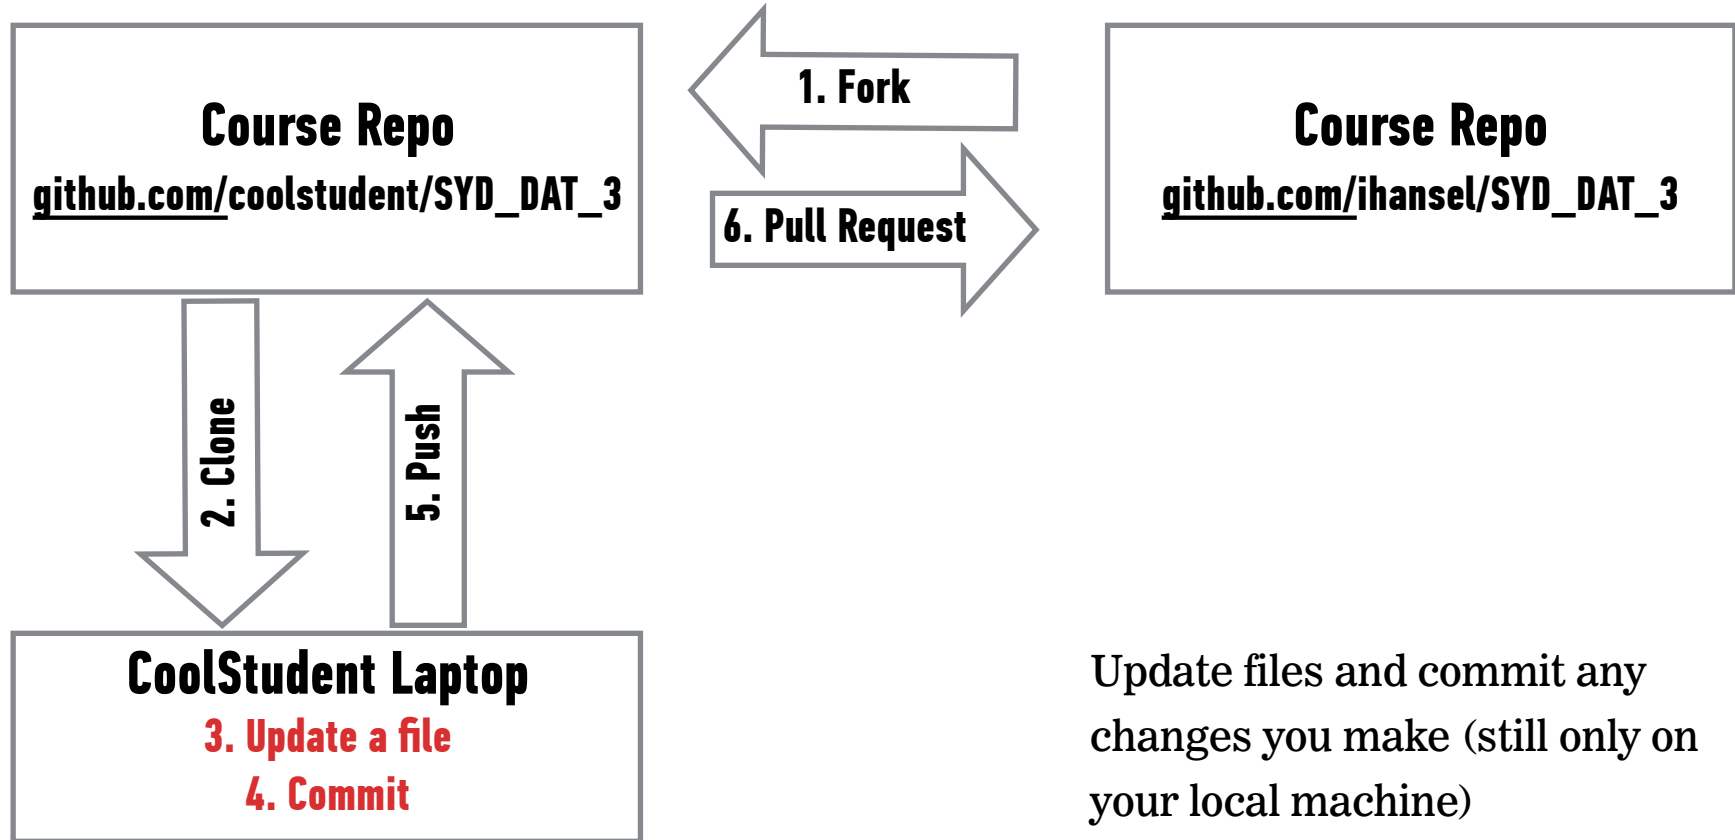 Course Repo
github.com/coolstudent/SYD_DAT_3
1. Fork
6. Pull Request
Course Repo
github.com/ihansel/SYD_DAT_3
2. Clone
5. Push
CoolStudent Laptop
3. Update a file
4. Commit
Update files and commit any
changes you make (still only on
your local machine)